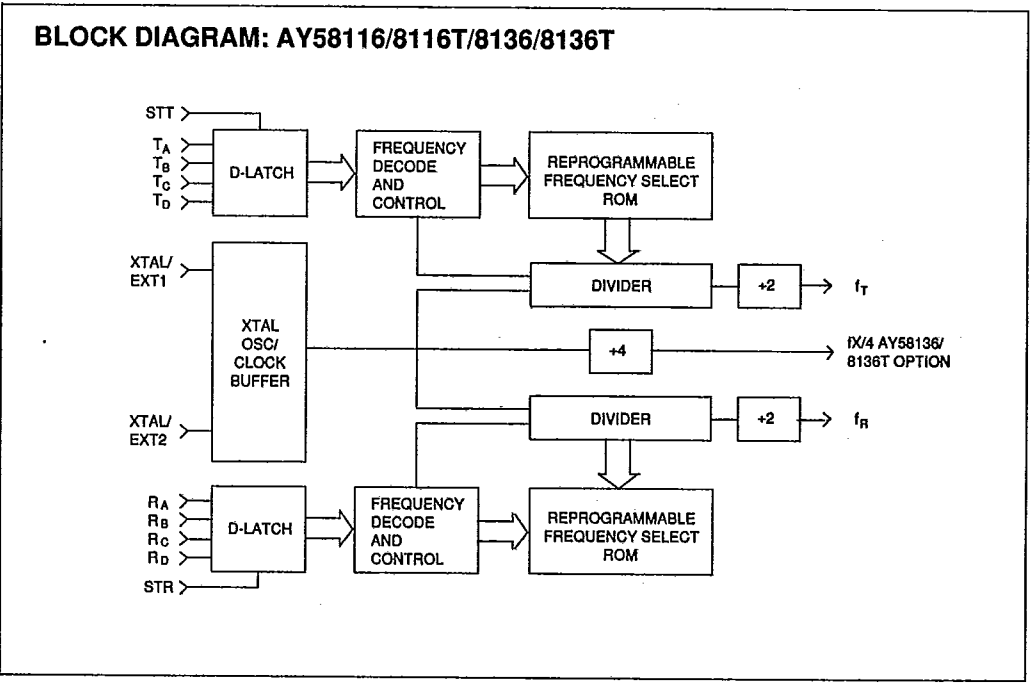 BLOCK DIAGRAM: AY58116/8116T/8136/8136T
STT
TA
TB
TC
TD
D-LATCH
FREQUENCY
DECODE
AND
CONTROL
REPROGRAMMABLE
FREQUENCY SELECT
ROM
XTAL/
EXT1
XTAL
OSC/
CLOCK
BUFFER
DIVIDER
÷2
fT
÷4
fX/4 AY58136/
8136T OPTION
XTAL/
EXT2
DIVIDER
÷2
fR
RA
RB
RC
RD
STR
D-LATCH
FREQUENCY
DECODE
AND
CONTROL
REPROGRAMMABLE
FREQUENCY SELECT
ROM